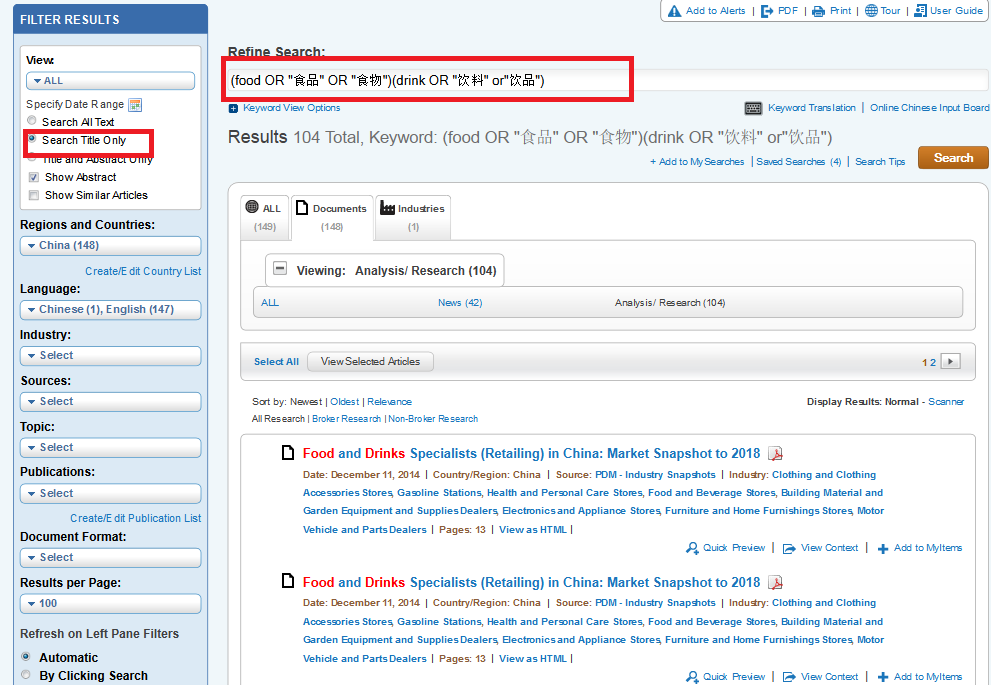 Add to Alerts | PDF | Print | Tour | User Guide
FILTER RESULTS
View:
ALL
Specify Date Range
Search All Text
Search Title Only
Title and Abstract Only
Show Abstract
Show Similar Articles
Regions and Countries:
China (148)
Create/Edit Country List
Language:
Chinese (1), English (147)
Industry:
Select
Sources:
Select
Topic:
Select
Publications:
Select
Create/Edit Publication List
Document Format:
Select
Results per Page:
100
Refresh on Left Pane Filters
Automatic
By Clicking Search
Refine Search:
(food OR "食品" OR "食物")(drink OR "饮料" or"饮品")
Keyword View Options
Keyword Translation | Online Chinese Input Board
Results 104 Total, Keyword: (food OR "食品" OR "食物")(drink OR "饮料" or"饮品")
+ Add to MySearches | Saved Searches (4) | Search Tips
Search
ALL
(149)
Documents
(148)
Industries
(1)
Viewing: Analysis/ Research (104)
ALL News (42) Analysis/ Research (104)
Select All View Selected Articles 1 2
Sort by: Newest | Oldest | Relevance
Display Results: Normal - Scanner
All Research | Broker Research | Non-Broker Research
Food and Drinks Specialists (Retailing) in China: Market Snapshot to 2018
Date: December 11, 2014 | Country/Region: China | Source: PDM - Industry Snapshots | Industry: Clothing and Clothing
Accessories Stores, Gasoline Stations, Health and Personal Care Stores, Food and Beverage Stores, Building Material and
Garden Equipment and Supplies Dealers, Electronics and Appliance Stores, Furniture and Home Furnishings Stores, Motor
Vehicle and Parts Dealers | Pages: 13 | View as HTML |
Quick Preview | View Context | Add to MyItems
Food and Drinks Specialists (Retailing) in China: Market Snapshot to 2018
Date: December 11, 2014 | Country/Region: China | Source: PDM - Industry Snapshots | Industry: Clothing and Clothing
Accessories Stores, Gasoline Stations, Health and Personal Care Stores, Food and Beverage Stores, Building Material and
Garden Equipment and Supplies Dealers, Electronics and Appliance Stores, Furniture and Home Furnishings Stores, Motor
Vehicle and Parts Dealers | Pages: 13 | View as HTML |
Quick Preview | View Context | Add to MyItems